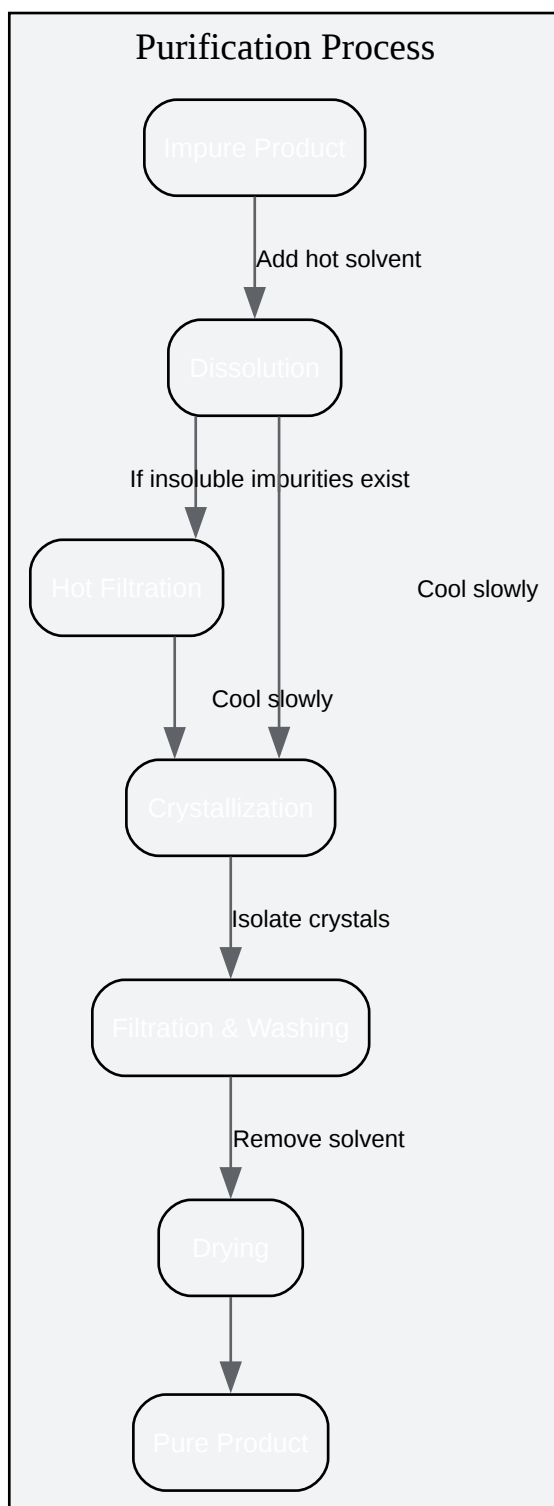 Purification Process
Impure Product
Add hot solvent
Dissolution
If insoluble impurities exist
Hot Filtration
Cool slowly
Cool slowly
Crystallization
Isolate crystals
Filtration & Washing
Remove solvent
Drying
Pure Product